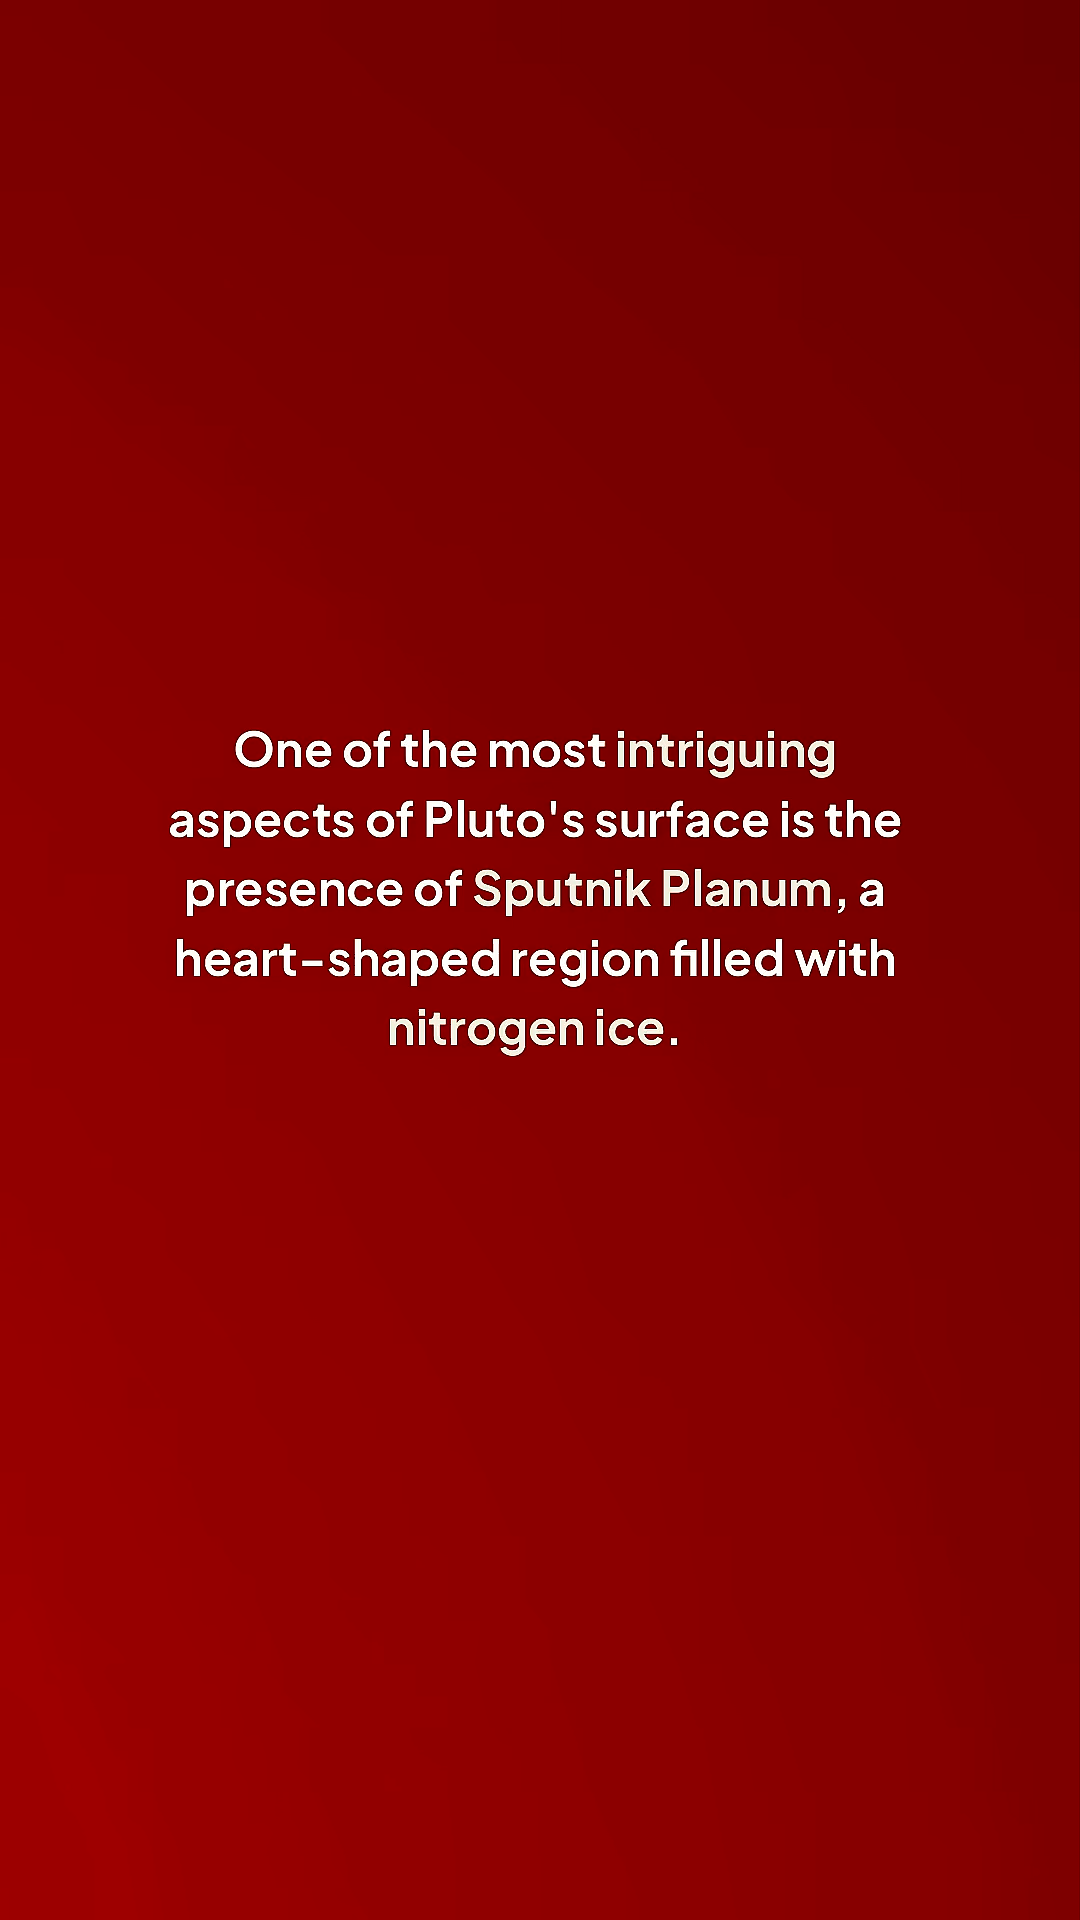 One of the most intriguing
aspects of Pluto's surface is the
presence of Sputnik Planum, a
heart-shaped region filled with
nitrogen ice.